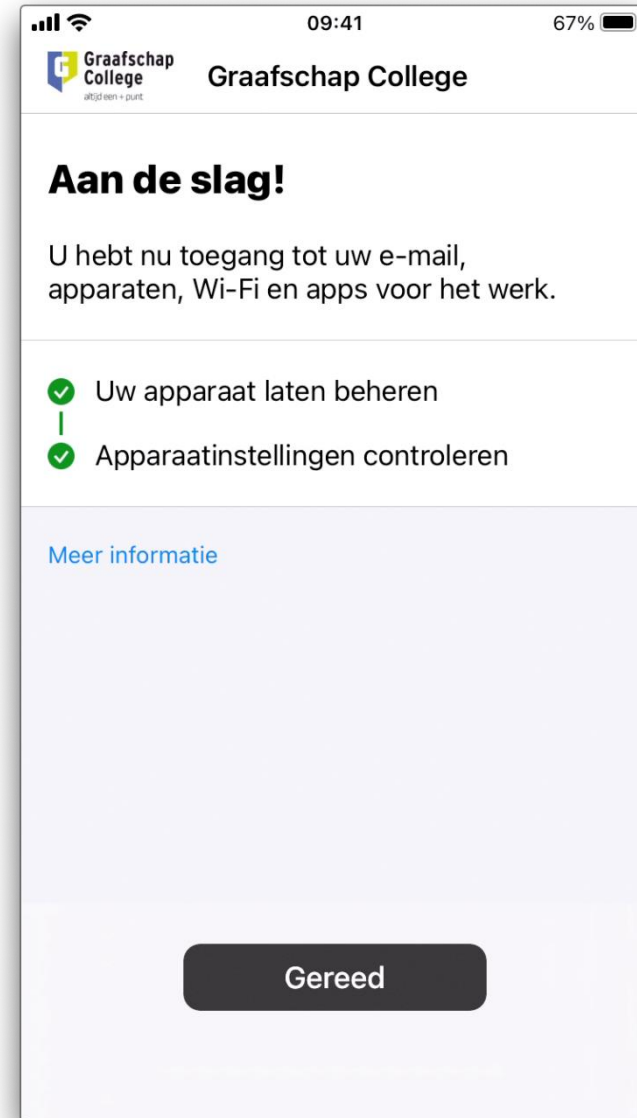 09:41
67%
Graafschap
College
altijd een + punt
Graafschap College
Aan de slag!
U hebt nu toegang tot uw e-mail,
apparaten, Wi-Fi en apps voor het werk.
Uw apparaat laten beheren
Apparaatinstellingen controleren
Meer informatie
Gereed